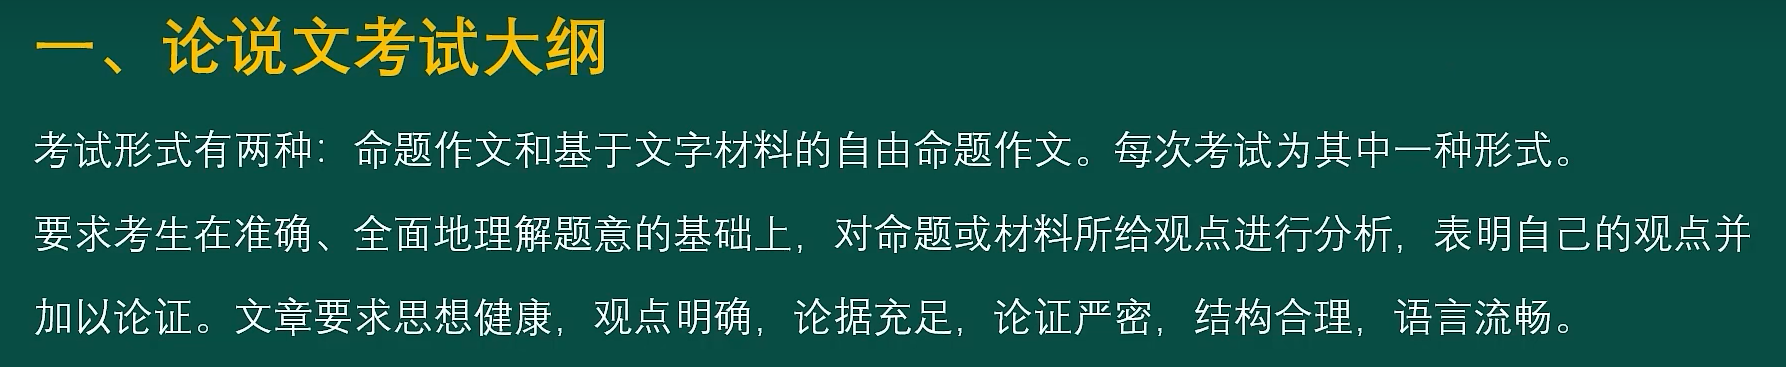 一、论说文考试大纲
考试形式有两种：命题作文和基于文字材料的自由命题作文。每次考试为其中一种形式。
要求考生在准确、全面地理解题意的基础上，对命题或材料所给观点进行分析，表明自己的观点并
加以论证。文章要求思想健康，观点明确，论据充足，论证严密，结构合理，语言流畅。